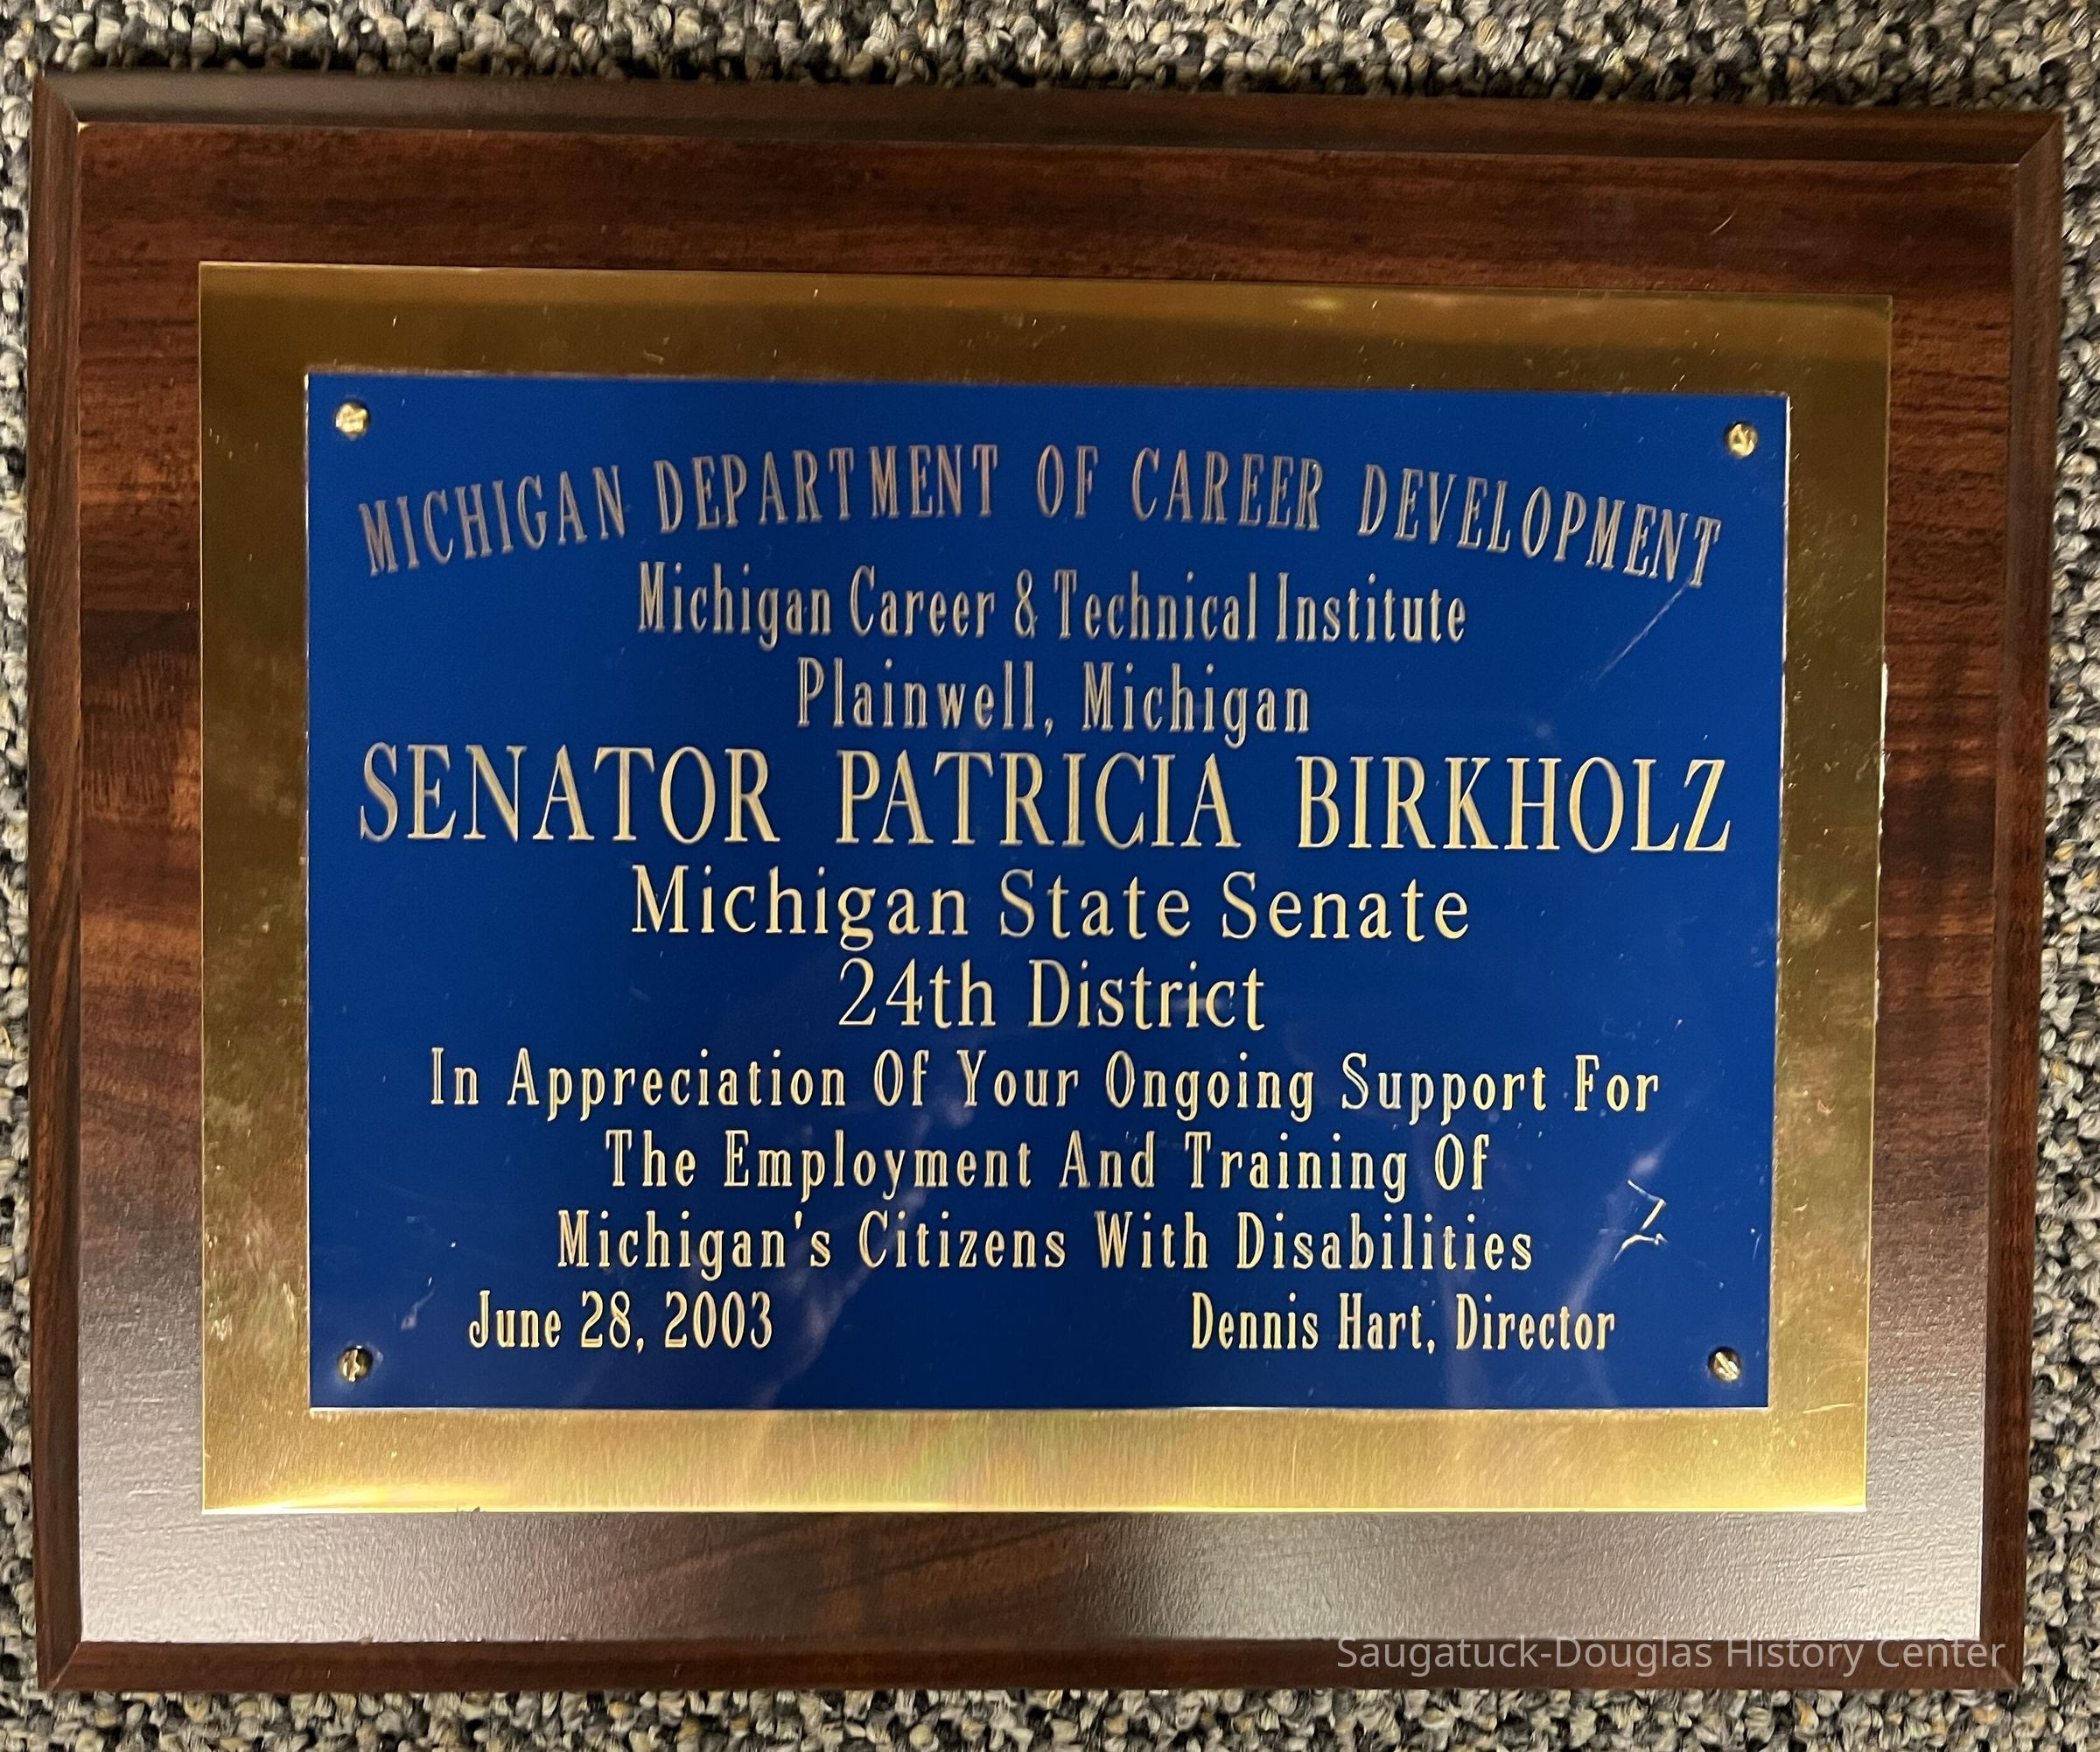 MICHIGAN DEPARTMENT OF CAREER DEVELOPMENT
Michigan Career & Technical Institute
Plainwell, Michigan
SENATOR PATRICIA BIRKHOLZ
Michigan State Senate
24th District
In Appreciation Of Your Ongoing Support For
The Employment And Training Of
Michigan's Citizens With Disabilities
June 28, 2003 Dennis Hart, Director
Saugatuck-Douglas History Center